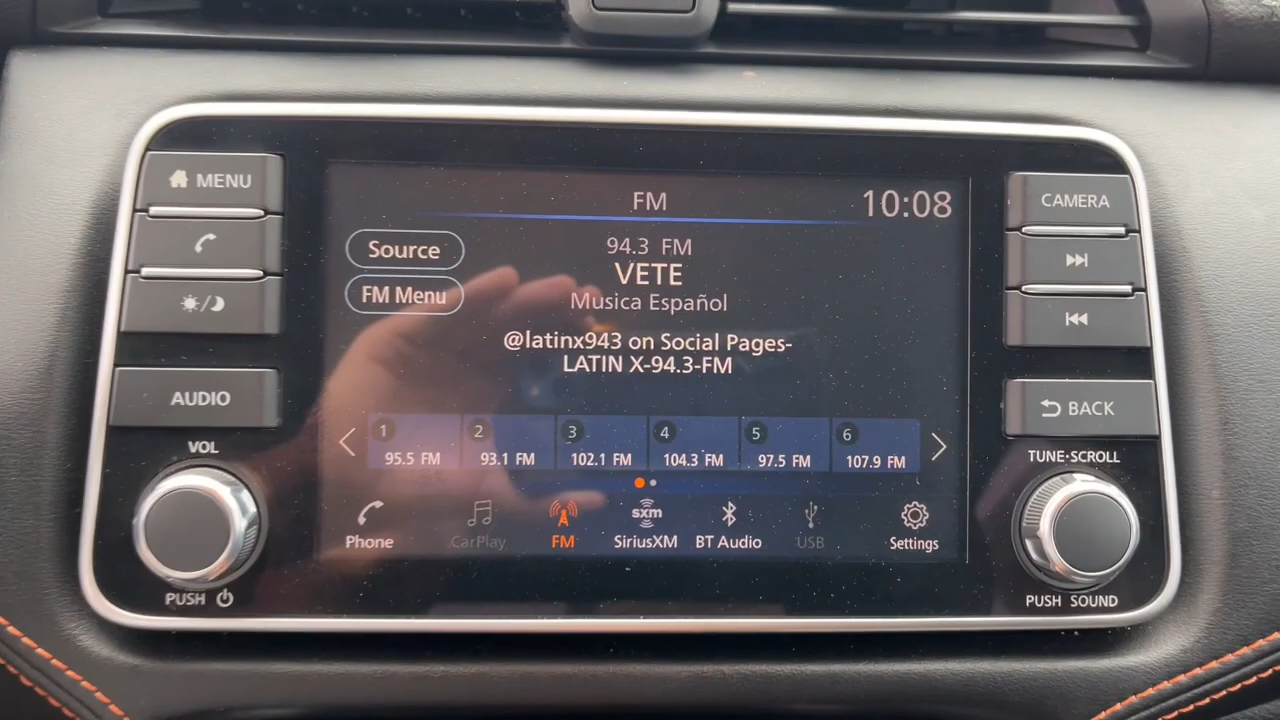 MENU
AUDIO
VOL
PUSH
FM
10:08
Source
FM Menu
94.3 FM
VETE
Musica Español
@latinx943 on Social Pages-
LATIN X-94.3-FM
1 2 3 4 5 6
95.5 FM 93.1 FM 102.1 FM 104.3 FM 97.5 FM 107.9 FM
sxm
Phone CarPlay FM SiriusXM BT Audio USB Settings
CAMERA
BACK
TUNE·SCROLL
PUSH SOUND